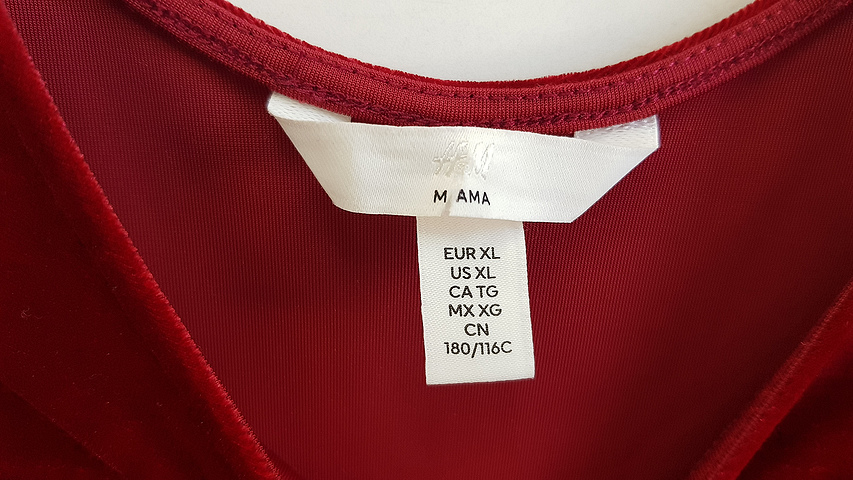 H&M
MAMA
EUR XL
US XL
CA TG
MX XG
CN
180/116C